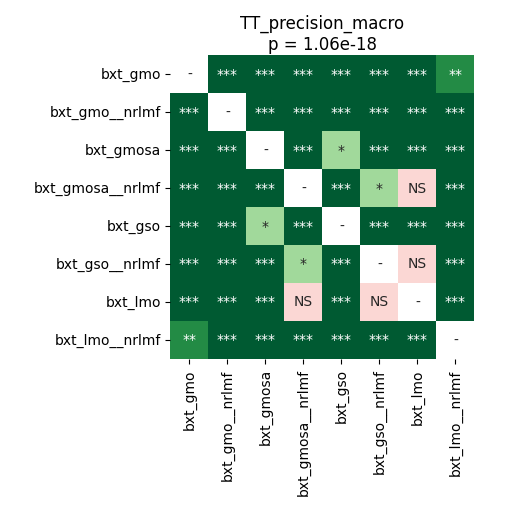 TT_precision_macro
p = 1.06e-18
bxt_gmo - *** *** *** *** *** *** **
bxt_gmo__nrlmf *** - *** *** *** *** *** ***
bxt_gmosa *** *** - *** * *** *** ***
bxt_gmosa__nrlmf *** *** *** - *** * NS ***
bxt_gso *** *** * *** - *** *** ***
bxt_gso__nrlmf *** *** *** * *** - NS ***
bxt_lmo *** *** *** NS *** NS - ***
bxt_lmo__nrlmf ** *** *** *** *** *** *** -
bxt_gmo
bxt_gmo__nrlmf
bxt_gmosa
bxt_gmosa__nrlmf
bxt_gso
bxt_gso__nrlmf
bxt_lmo
bxt_lmo__nrlmf